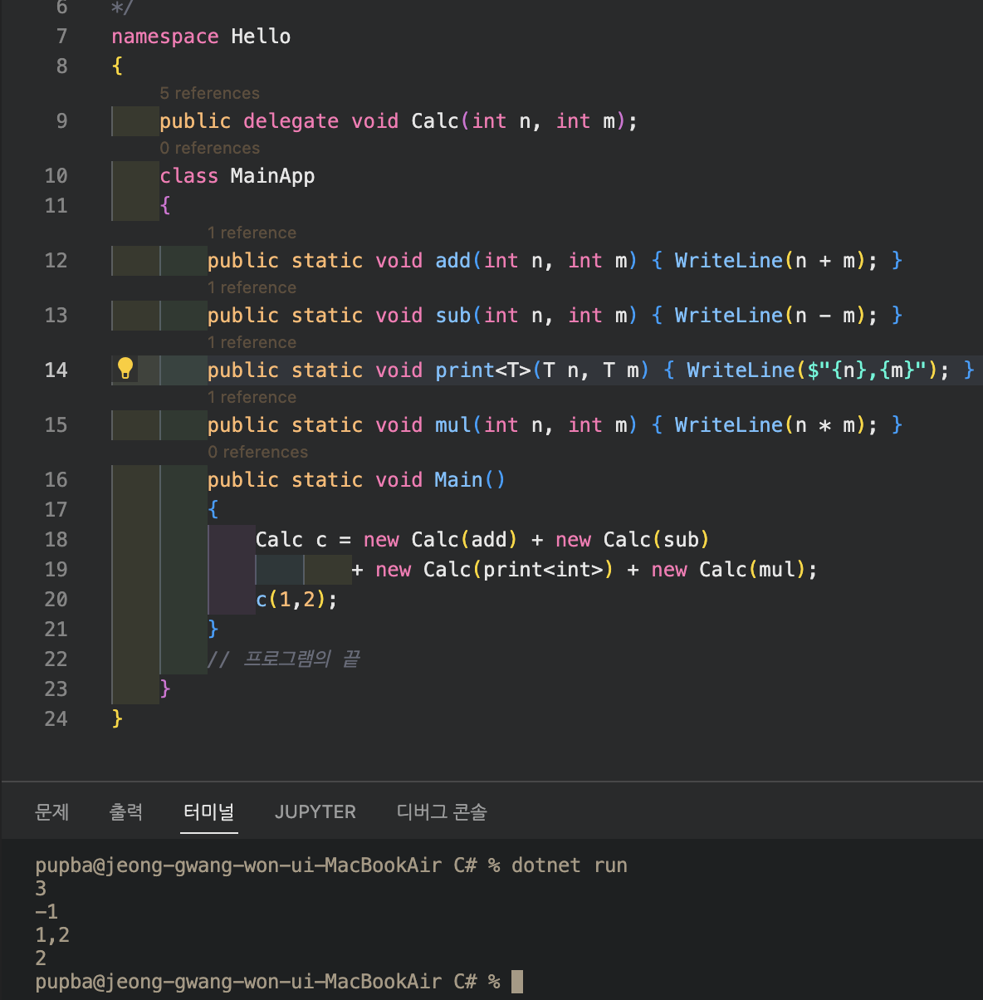 6 */
7 namespace Hello
8 {
5 references
9 public delegate void Calc(int n, int m);
0 references
10 class MainApp
11 {
1 reference
12 public static void add(int n, int m) { WriteLine(n + m); }
1 reference
13 public static void sub(int n, int m) { WriteLine(n - m); }
1 reference
14 public static void print<T>(T n, T m) { WriteLine($"{n},{m}"); }
1 reference
15 public static void mul(int n, int m) { WriteLine(n * m); }
0 references
16 public static void Main()
17 {
18 Calc c = new Calc(add) + new Calc(sub)
19 + new Calc(print<int>) + new Calc(mul);
20 c(1,2);
21 }
22 // 프로그램의 끝
23 }
24 }
문제 출력 터미널 JUPYTER 디버그 콘솔
pupba@jeong-gwang-won-ui-MacBookAir C# % dotnet run
3
-1
1,2
2
pupba@jeong-gwang-won-ui-MacBookAir C# %